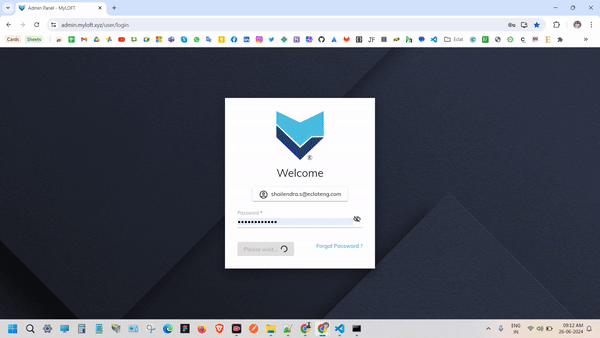 Admin Panel - MyLOFT
admin.myloft.xyz/user/login
Cards
Sheets
JF
Eclat
®
Welcome
shailendra.s@eclateng.com
Password *
Please wait...
Forgot Password ?
ENG
IN
09:12 AM
26-06-2024